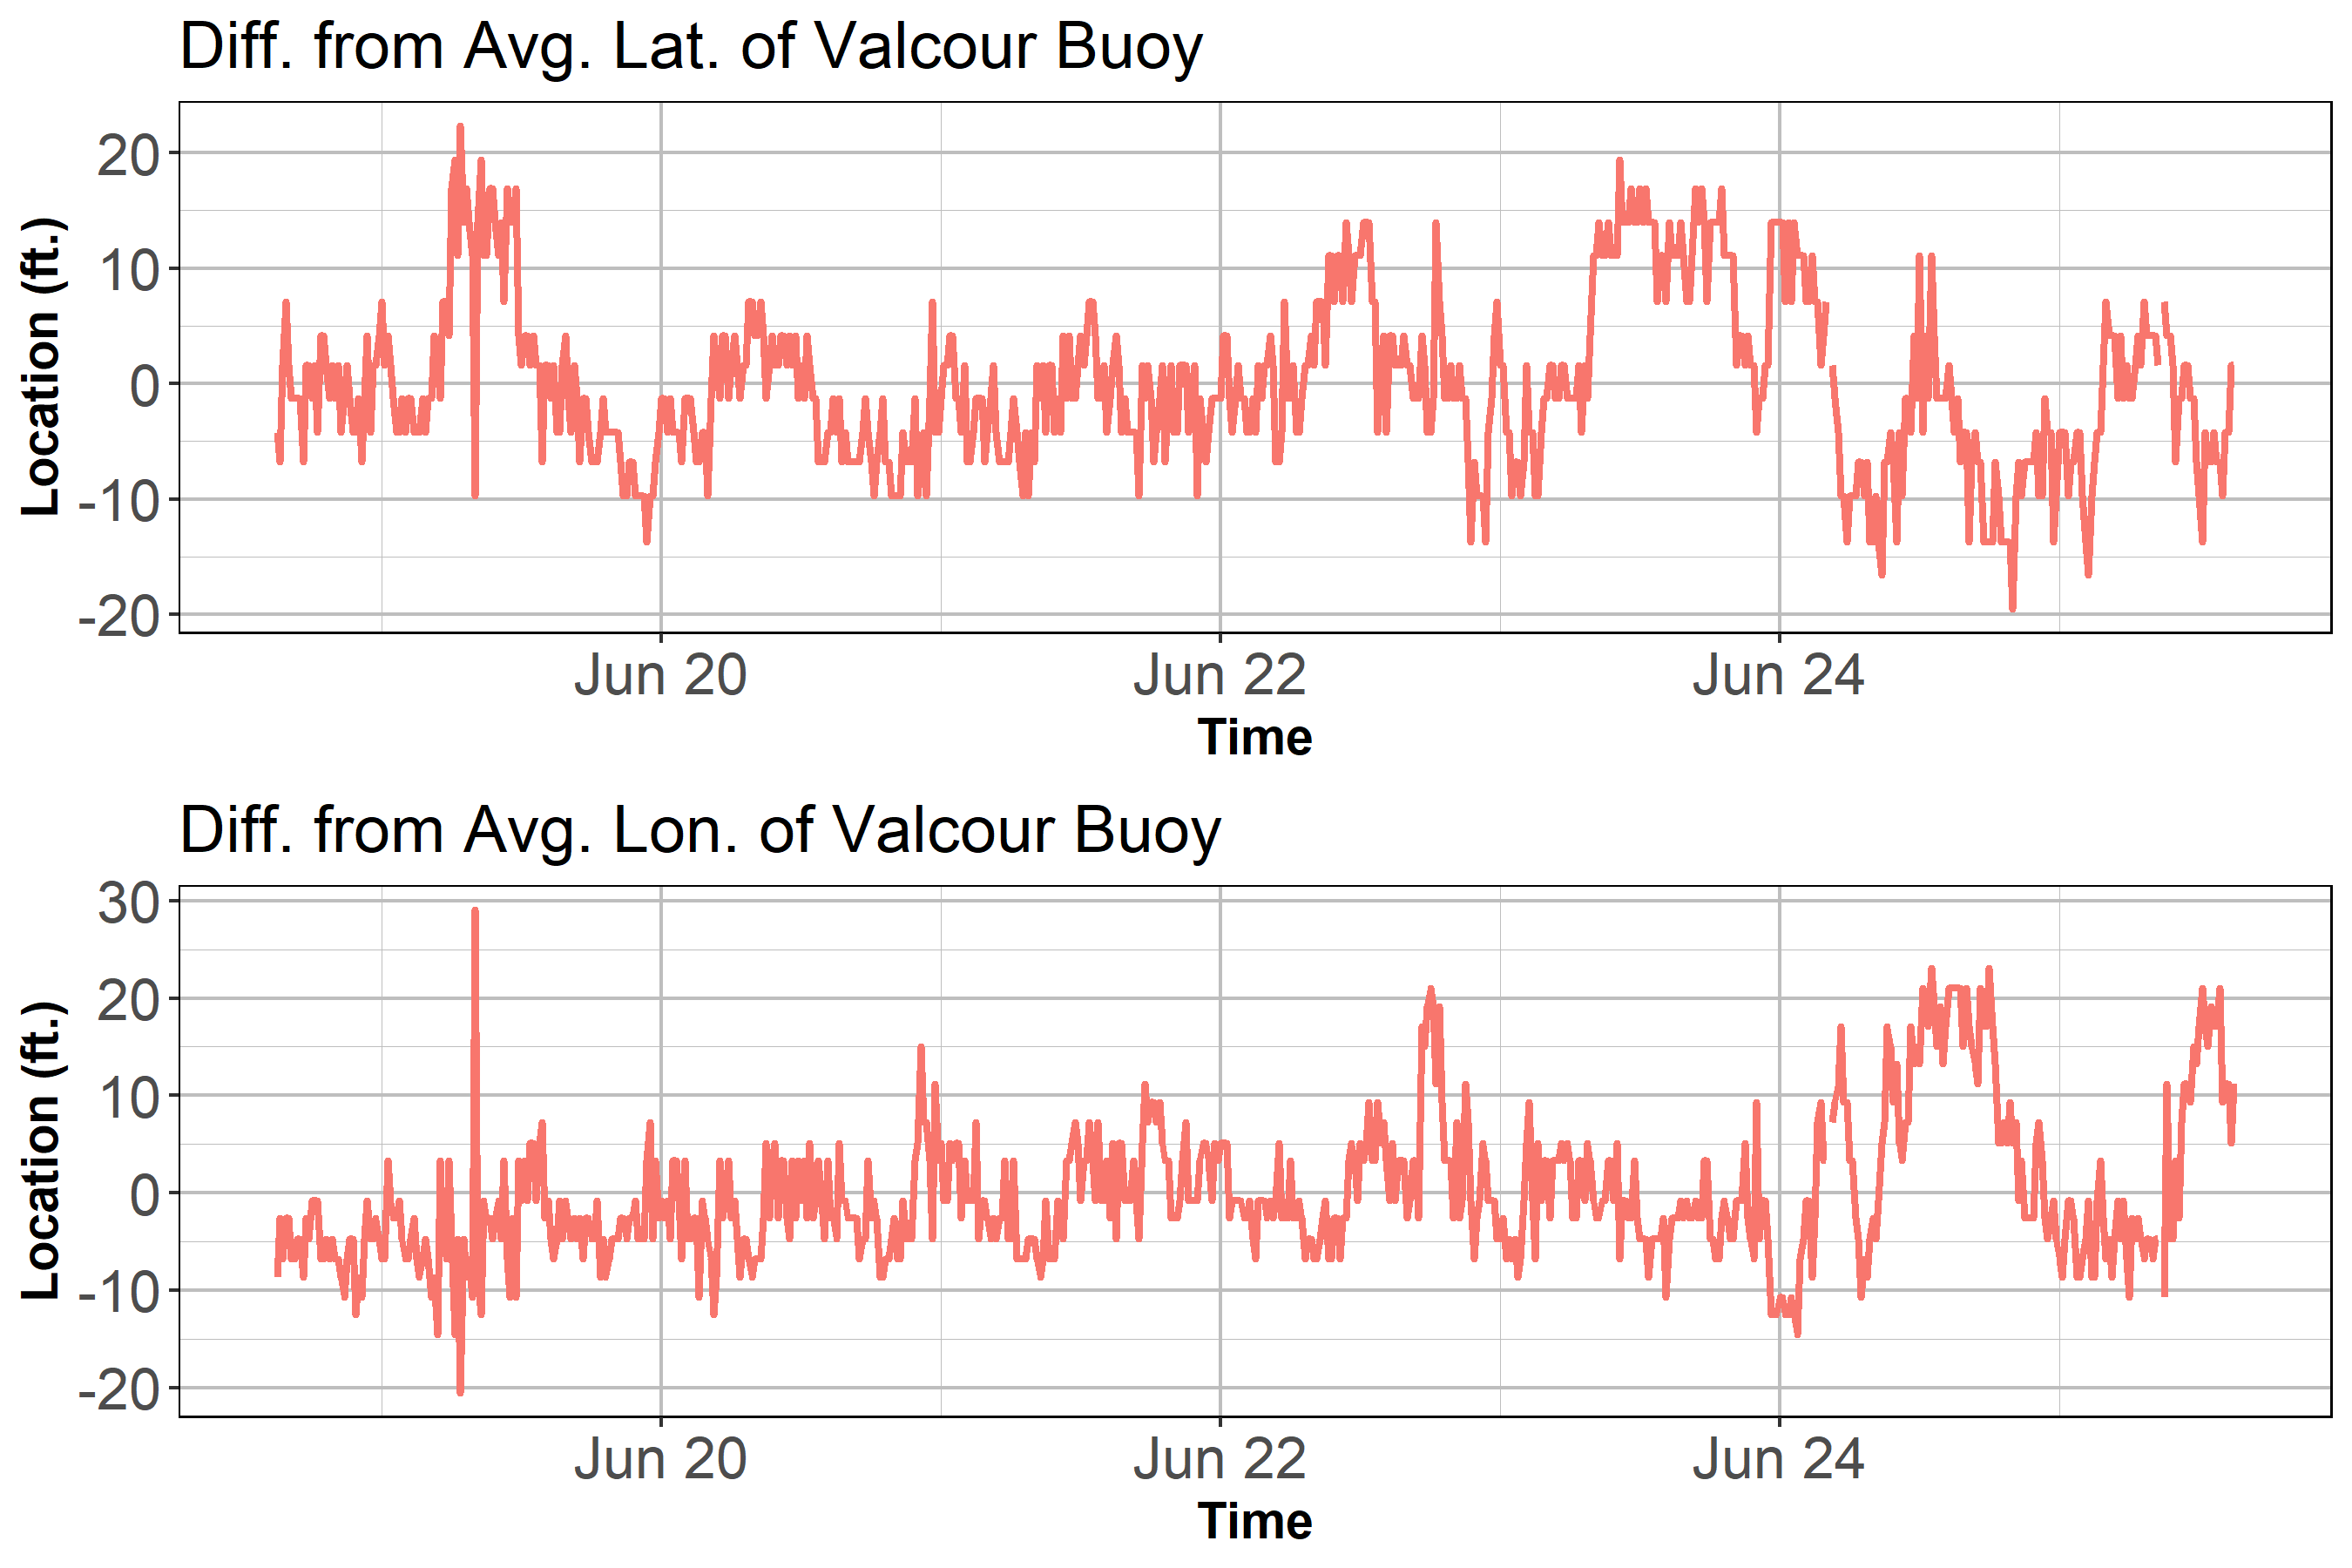 Diff. from Avg. Lat. of Valcour Buoy
Location (ft.)
20
10
0
-10
-20
Jun 20 Jun 22 Jun 24
Time
Diff. from Avg. Lon. of Valcour Buoy
Location (ft.)
30
20
10
0
-10
-20
Jun 20 Jun 22 Jun 24
Time